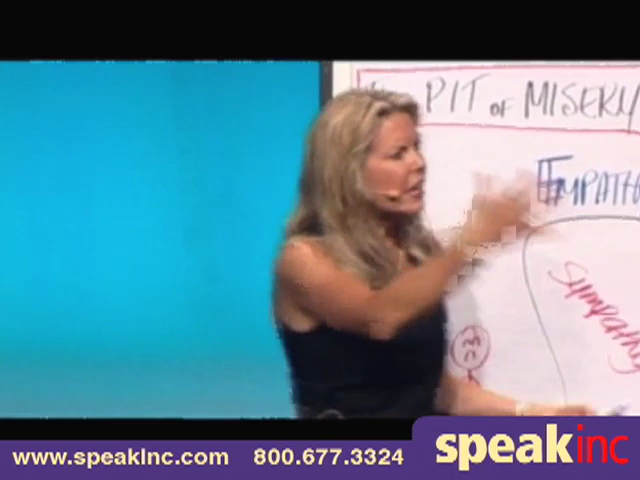 PIT OF MISERY
EMPATHY
SYMPATHY
www.speakInc.com 800.677.3324
speakinc